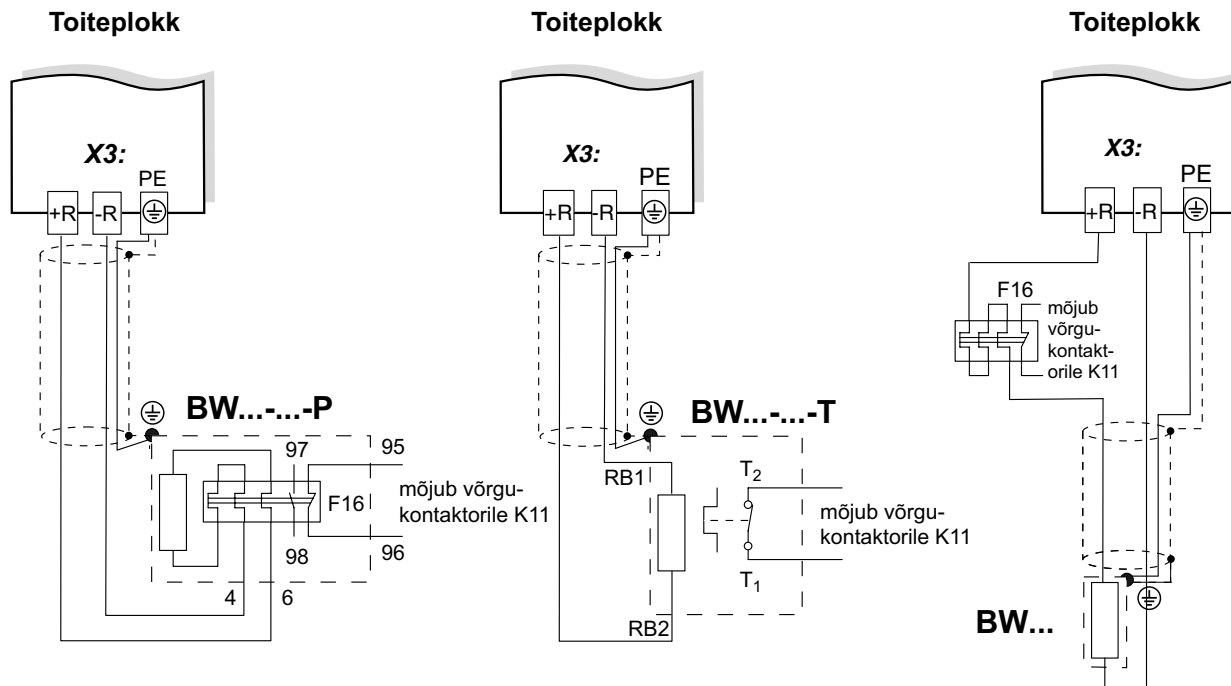 Toiteplokk
X3:
PE
+R
-R
BW...-...-P
97
95
F16
mõjub võrgu-
kontaktorile K11
98
96
4
6
Toiteplokk
X3:
PE
+R
-R
BW...-...-T
RB1
T2
mõjub võrgu-
kontaktorile K11
T1
RB2
Toiteplokk
X3:
PE
+R
-R
F16
mõjub
võrgu-
kontakt-
orile K11
BW...